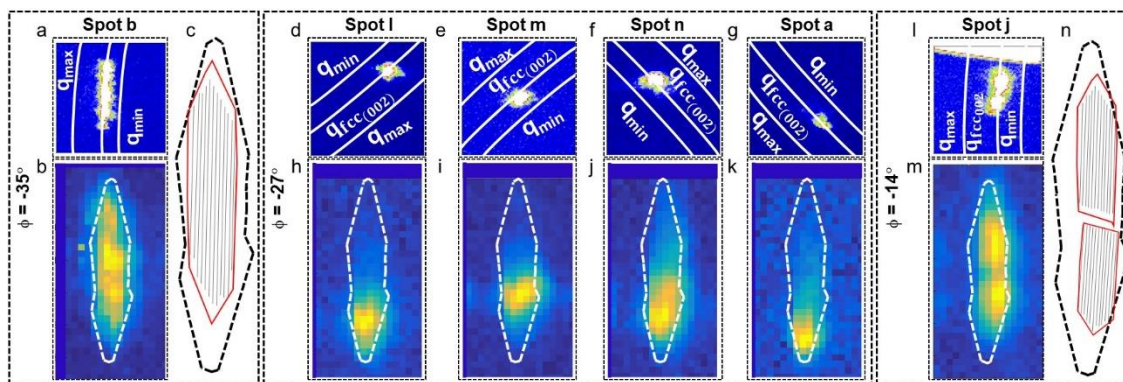 Spot b
a
q_max
c
b
ϕ = -35°
Spot l
Spot m
Spot n
Spot a
d
q_min
q_fcc(002)
q_max
e
q_max
q_fcc(002)
q_min
f
q_max
q_fcc(002)
q_min
g
q_min
q_fcc(002)
q_max
h
i
j
k
ϕ = -27°
Spot j
l
q_max
q_fcc(002)
q_min
n
m
ϕ = -14°